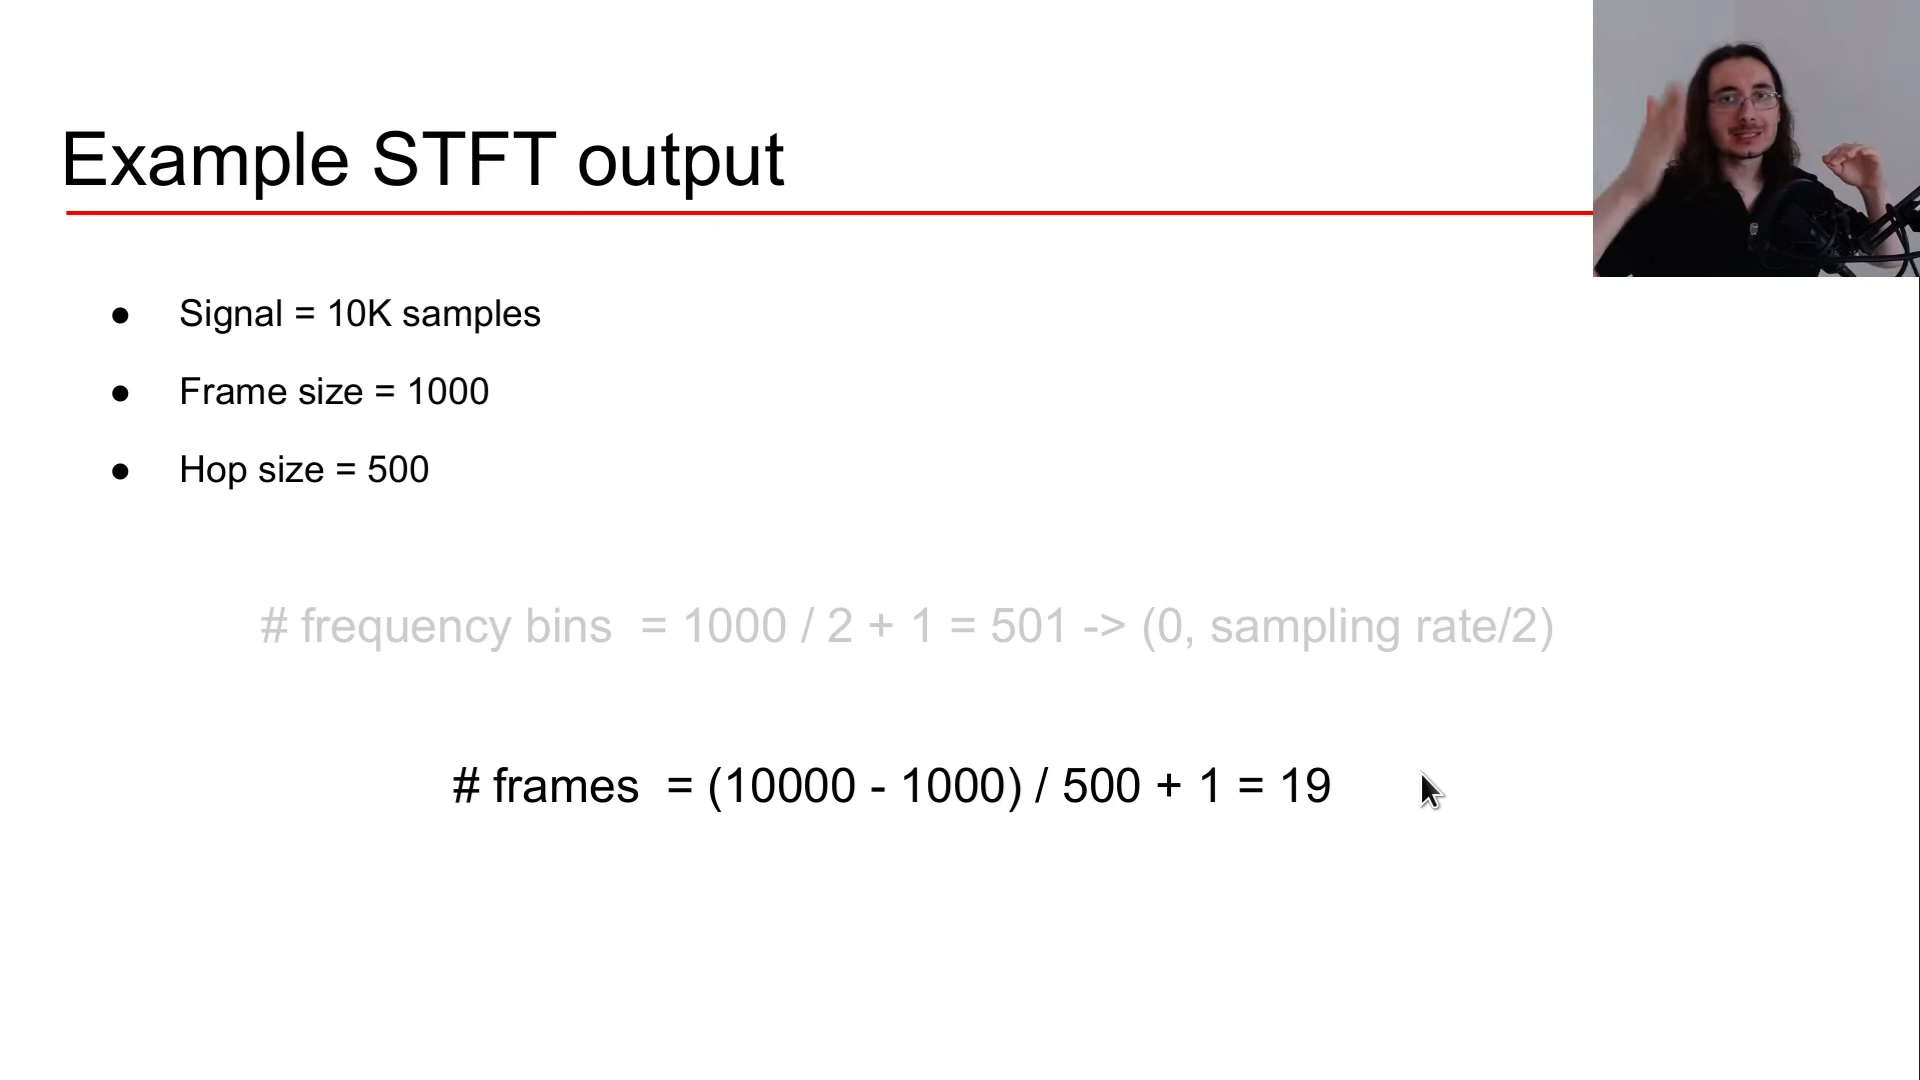 Example STFT output
● Signal = 10K samples
● Frame size = 1000
● Hop size = 500
# frequency bins = 1000 / 2 + 1 = 501 -> (0, sampling rate/2)
# frames = (10000 - 1000) / 500 + 1 = 19